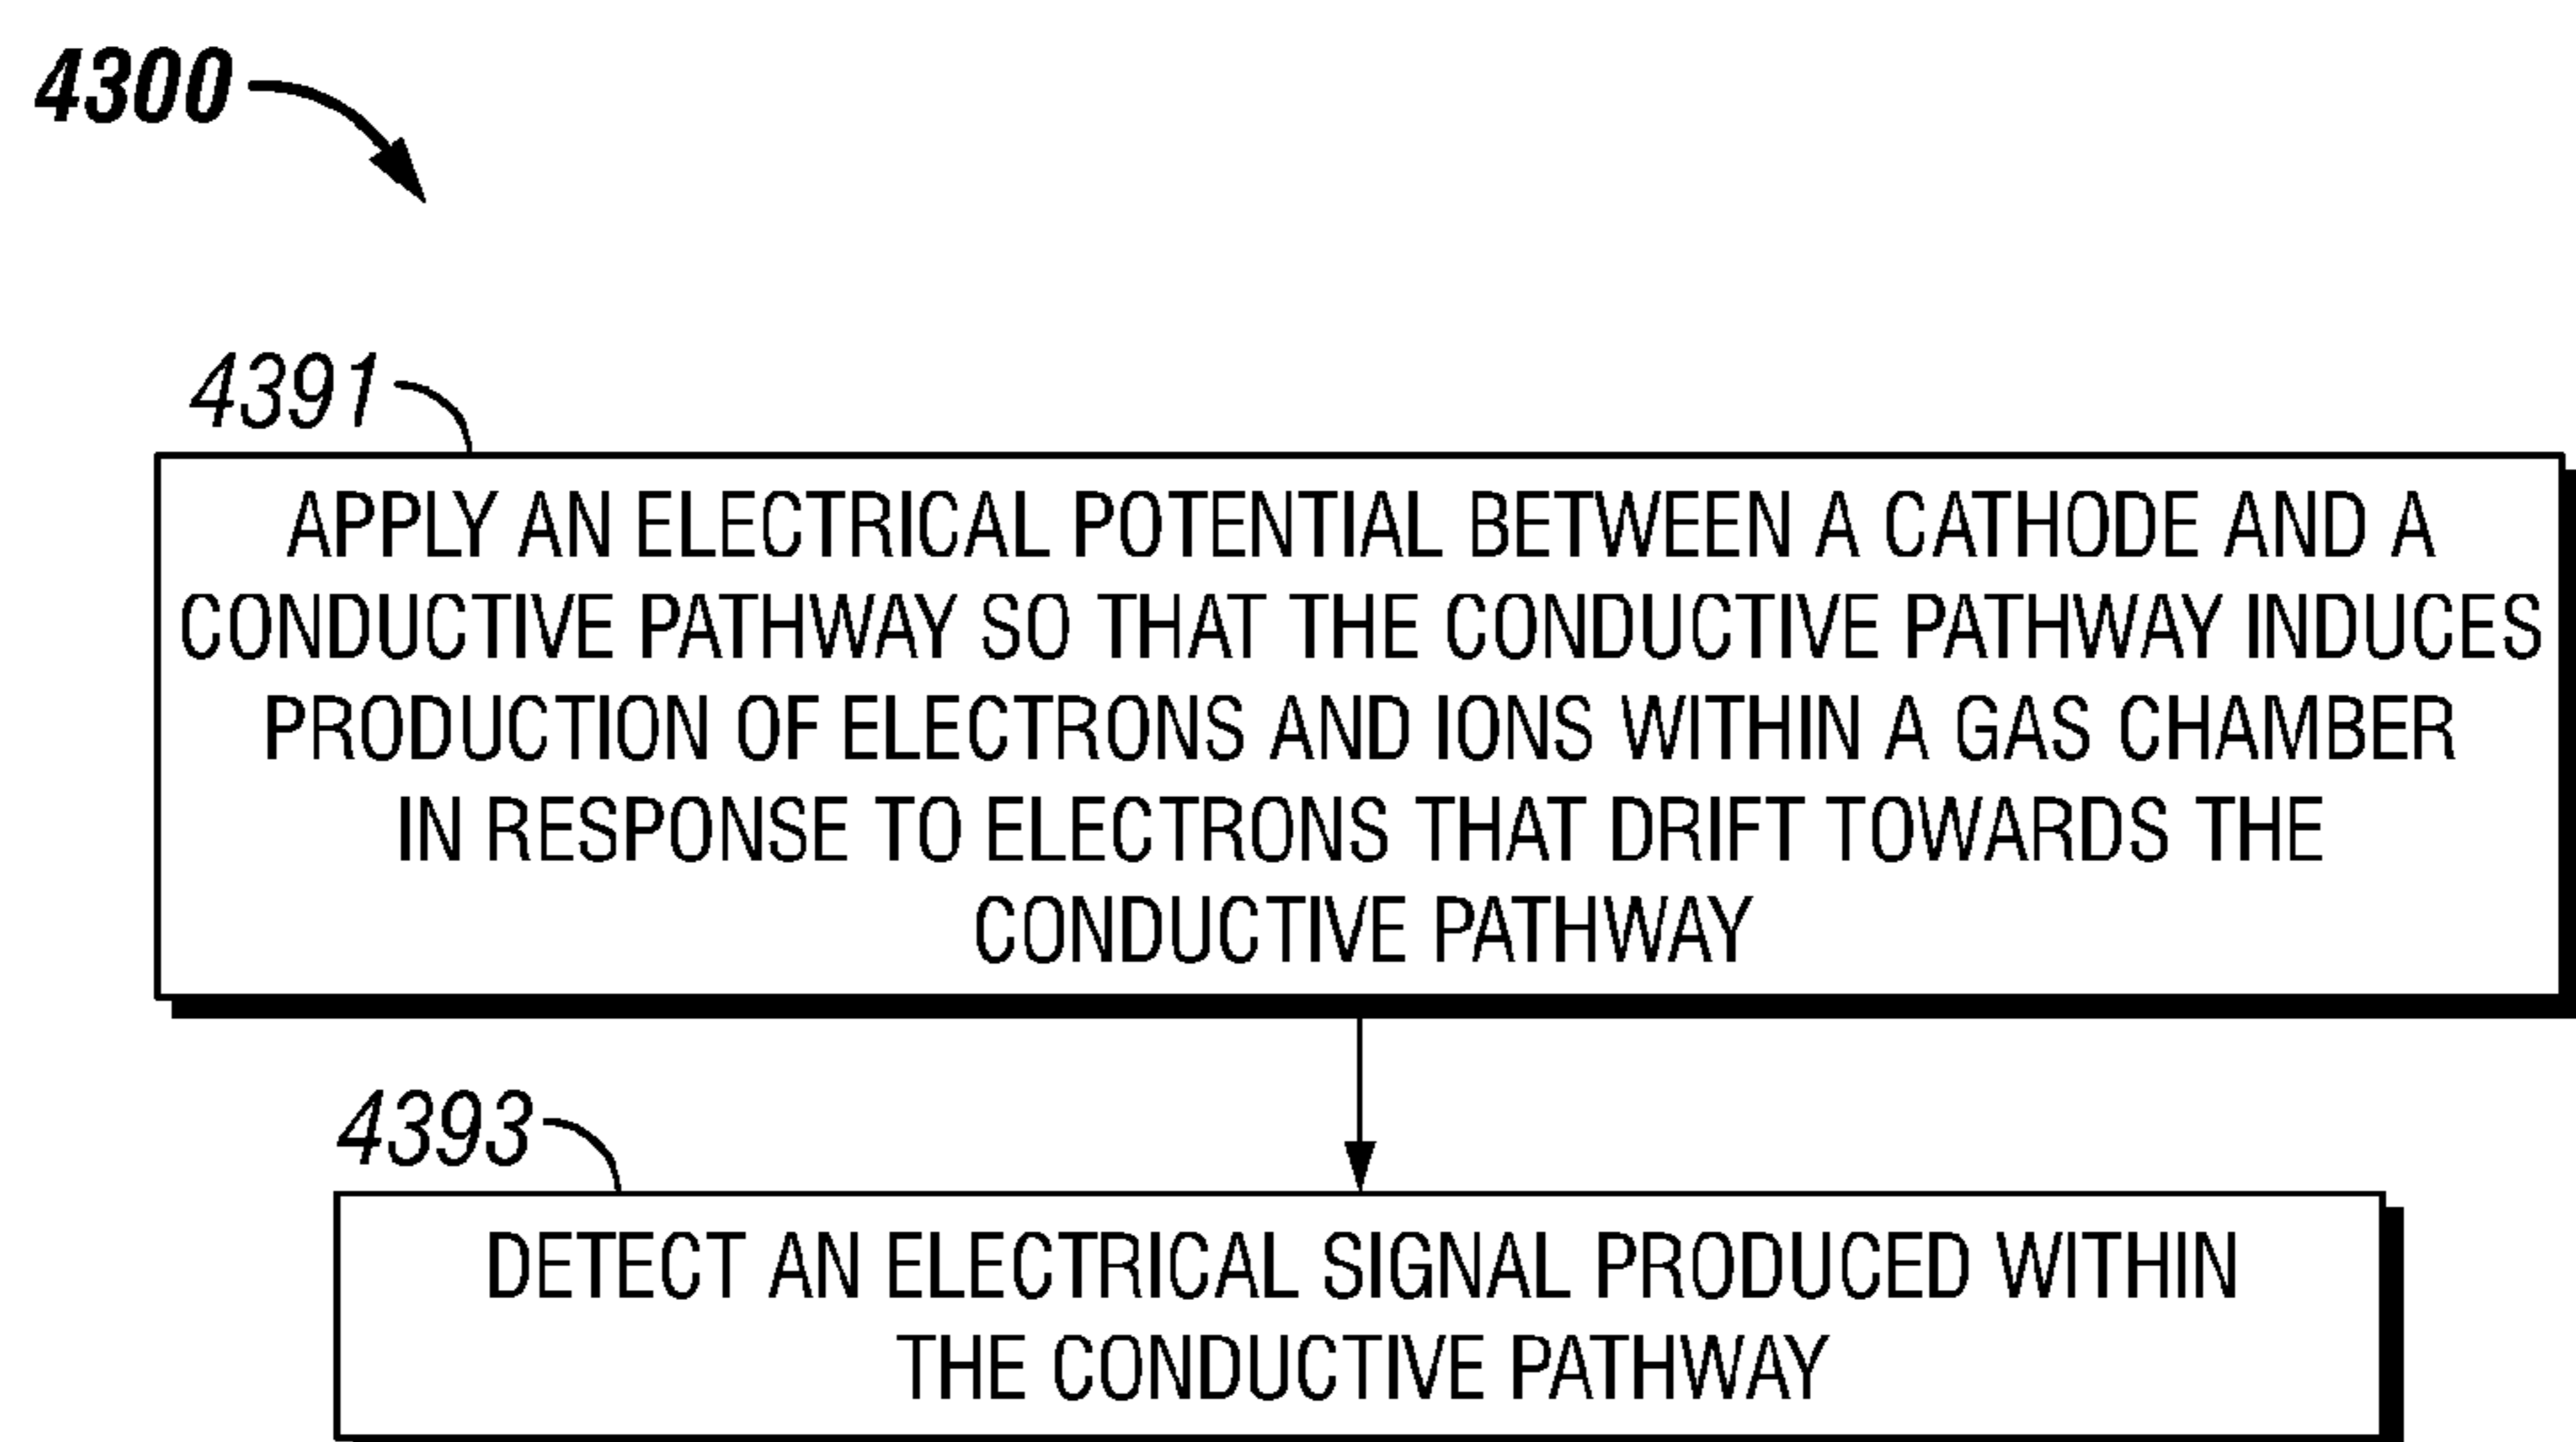 4300
4391
APPLY AN ELECTRICAL POTENTIAL BETWEEN A CATHODE AND A
CONDUCTIVE PATHWAY SO THAT THE CONDUCTIVE PATHWAY INDUCES
PRODUCTION OF ELECTRONS AND IONS WITHIN A GAS CHAMBER
IN RESPONSE TO ELECTRONS THAT DRIFT TOWARDS THE
CONDUCTIVE PATHWAY
4393
DETECT AN ELECTRICAL SIGNAL PRODUCED WITHIN
THE CONDUCTIVE PATHWAY